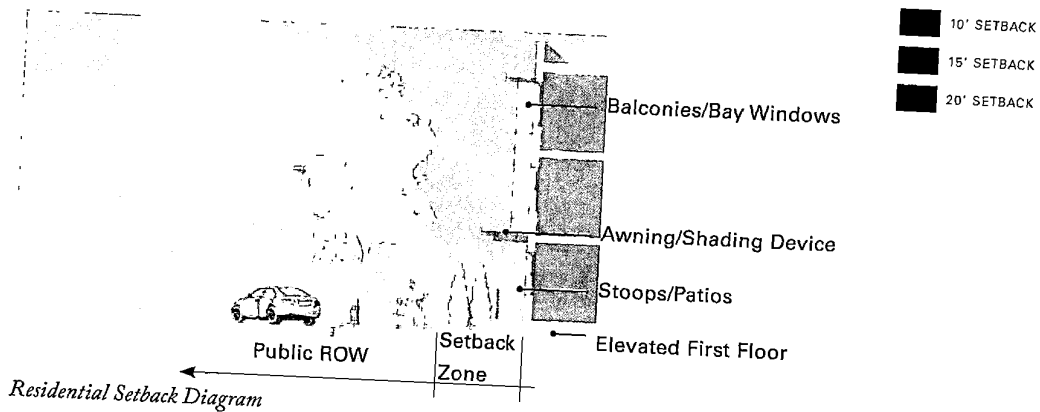 10' SETBACK
15' SETBACK
20' SETBACK
Balconies/Bay Windows
Awning/Shading Device
Stoops/Patios
Elevated First Floor
Public ROW
Setback
Zone
Residential Setback Diagram